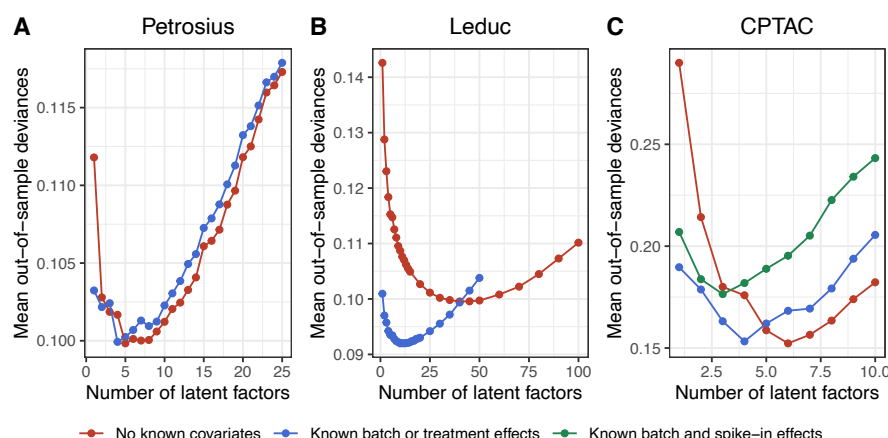 A Petrosius
B Leduc
C CPTAC
Mean out−of−sample deviances
0.115
0.110
0.105
0.100
0 5 10 15 20 25
Number of latent factors
Mean out−of−sample deviances
0.14
0.13
0.12
0.11
0.10
0.09
0 25 50 75 100
Number of latent factors
Mean out−of−sample deviances
0.25
0.20
0.15
2.5 5.0 7.5 10.0
Number of latent factors
No known covariates Known batch or treatment effects Known batch and spike−in effects